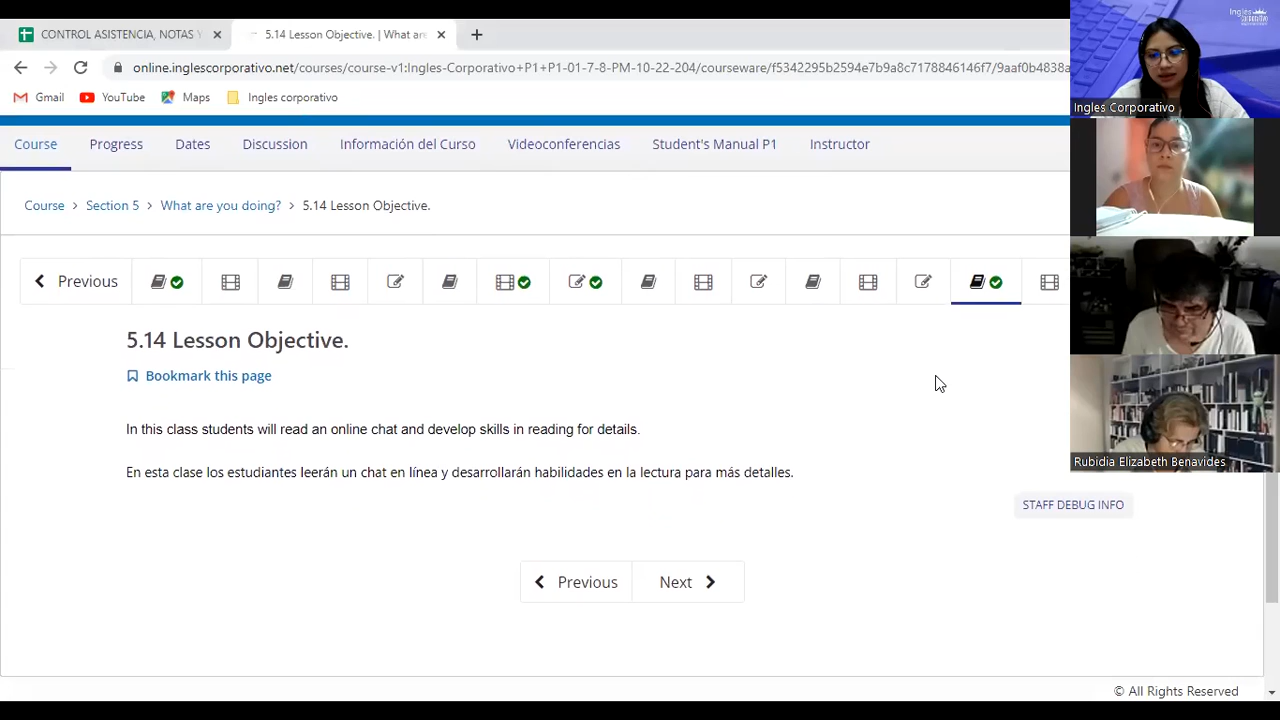 CONTROL ASISTENCIA, NOTAS Y
5.14 Lesson Objective. | What are
online.inglescorporativo.net/courses/course-v1:Ingles-Corporativo+P1+P1-01-7-8-PM-10-22-204/courseware/f5342295b2594e7b9a8c7178846146f7/9aaf0b4838a
Gmail
YouTube
Maps
Ingles corporativo
Course
Progress
Dates
Discussion
Información del Curso
Videoconferencias
Student's Manual P1
Instructor
Course > Section 5 > What are you doing? > 5.14 Lesson Objective.
Previous
5.14 Lesson Objective.
Bookmark this page
In this class students will read an online chat and develop skills in reading for details.
En esta clase los estudiantes leerán un chat en línea y desarrollarán habilidades en la lectura para más detalles.
STAFF DEBUG INFO
Previous
Next
© All Rights Reserved
Ingles
Corporativo
Ingles Corporativo
Rubidia Elizabeth Benavides